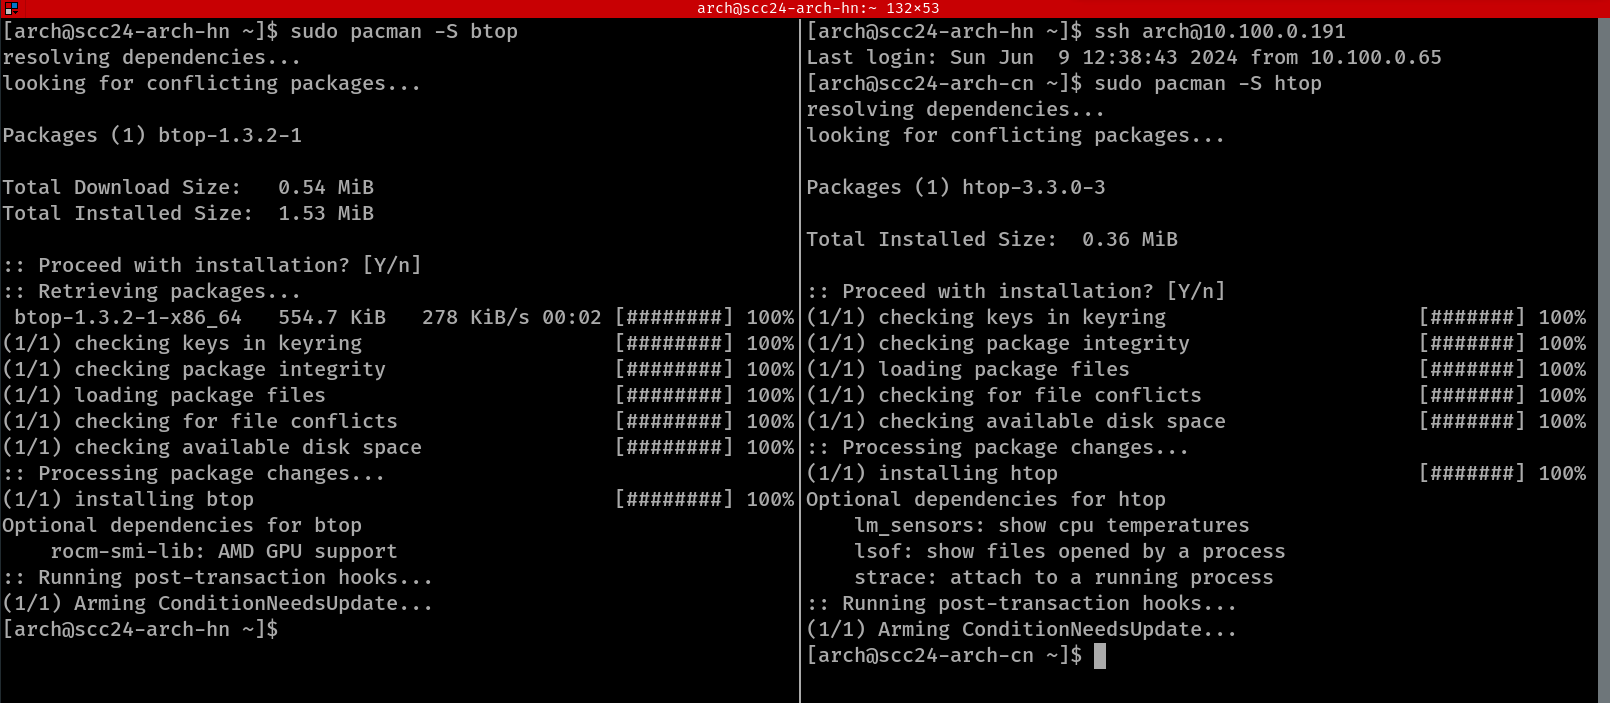 arch@scc24-arch-hn:~ 132×53
[arch@scc24-arch-hn ~]$ sudo pacman -S btop
resolving dependencies...
looking for conflicting packages...
Packages (1) btop-1.3.2-1
Total Download Size:   0.54 MiB
Total Installed Size:  1.53 MiB
:: Proceed with installation? [Y/n]
:: Retrieving packages...
 btop-1.3.2-1-x86_64   554.7 KiB   278 KiB/s 00:02 [########] 100%
(1/1) checking keys in keyring                     [########] 100%
(1/1) checking package integrity                   [########] 100%
(1/1) loading package files                        [########] 100%
(1/1) checking for file conflicts                  [########] 100%
(1/1) checking available disk space                [########] 100%
:: Processing package changes...
(1/1) installing btop                              [########] 100%
Optional dependencies for btop
    rocm-smi-lib: AMD GPU support
:: Running post-transaction hooks...
(1/1) Arming ConditionNeedsUpdate...
[arch@scc24-arch-hn ~]$
[arch@scc24-arch-hn ~]$ ssh arch@10.100.0.191
Last login: Sun Jun  9 12:38:43 2024 from 10.100.0.65
[arch@scc24-arch-cn ~]$ sudo pacman -S htop
resolving dependencies...
looking for conflicting packages...
Packages (1) htop-3.3.0-3
Total Installed Size:  0.36 MiB
:: Proceed with installation? [Y/n]
(1/1) checking keys in keyring                     [#######] 100%
(1/1) checking package integrity                   [#######] 100%
(1/1) loading package files                        [#######] 100%
(1/1) checking for file conflicts                  [#######] 100%
(1/1) checking available disk space                [#######] 100%
:: Processing package changes...
(1/1) installing htop                              [#######] 100%
Optional dependencies for htop
    lm_sensors: show cpu temperatures
    lsof: show files opened by a process
    strace: attach to a running process
:: Running post-transaction hooks...
(1/1) Arming ConditionNeedsUpdate...
[arch@scc24-arch-cn ~]$